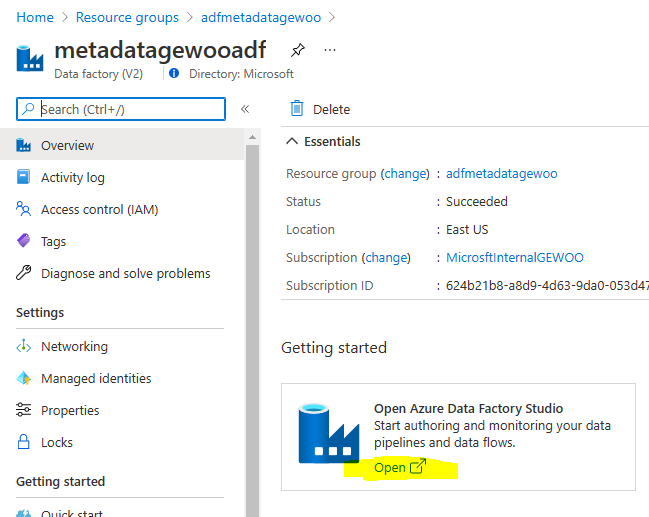 Home > Resource groups > adfmetadatagewoo >
metadatagewooadf ...
Data factory (V2) | Directory: Microsoft
Search (Ctrl+/) «
Overview
Activity log
Access control (IAM)
Tags
Diagnose and solve problems
Settings
Networking
Managed identities
Properties
Locks
Getting started
Quick start
Delete
Essentials
Resource group (change) : adfmetadatagewoo
Status : Succeeded
Location : East US
Subscription (change) : MicrosftInternalGEWOO
Subscription ID : 624b21b8-a8d9-4d63-9da0-053d47
Getting started
Open Azure Data Factory Studio
Start authoring and monitoring your data
pipelines and data flows.
Open